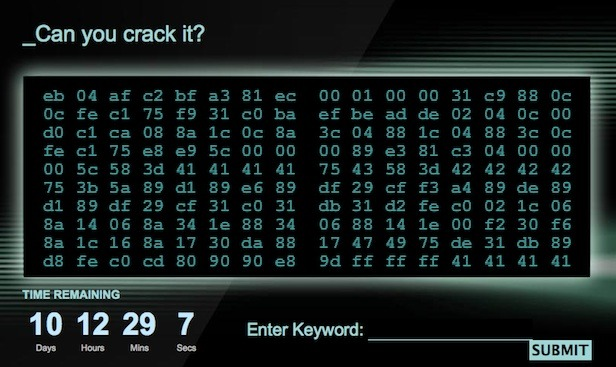 _Can you crack it?
eb 04 af c2 bf a3 81 ec 00 01 00 00 31 c9 88 0c
0c fe c1 75 f9 31 c0 ba ef be ad de 02 04 0c 00
d0 c1 ca 08 8a 1c 0c 8a 3c 04 88 1c 04 88 3c 0c
fe c1 75 e8 e9 5c 00 00 00 89 e3 81 c3 04 00 00
00 5c 58 3d 41 41 41 41 75 43 58 3d 42 42 42 42
75 3b 5a 89 d1 89 e6 89 df 29 cf f3 a4 89 de 89
d1 89 df 29 cf 31 c0 31 db 31 d2 fe c0 02 1c 06
8a 14 06 8a 34 1e 88 34 06 88 14 1e 00 f2 30 f6
8a 1c 16 8a 17 30 da 88 17 47 49 75 de 31 db 89
d8 fe c0 cd 80 90 90 e8 9d ff ff ff 41 41 41 41
TIME REMAINING
10 12 29 7
Days Hours Mins Secs
Enter Keyword:
SUBMIT